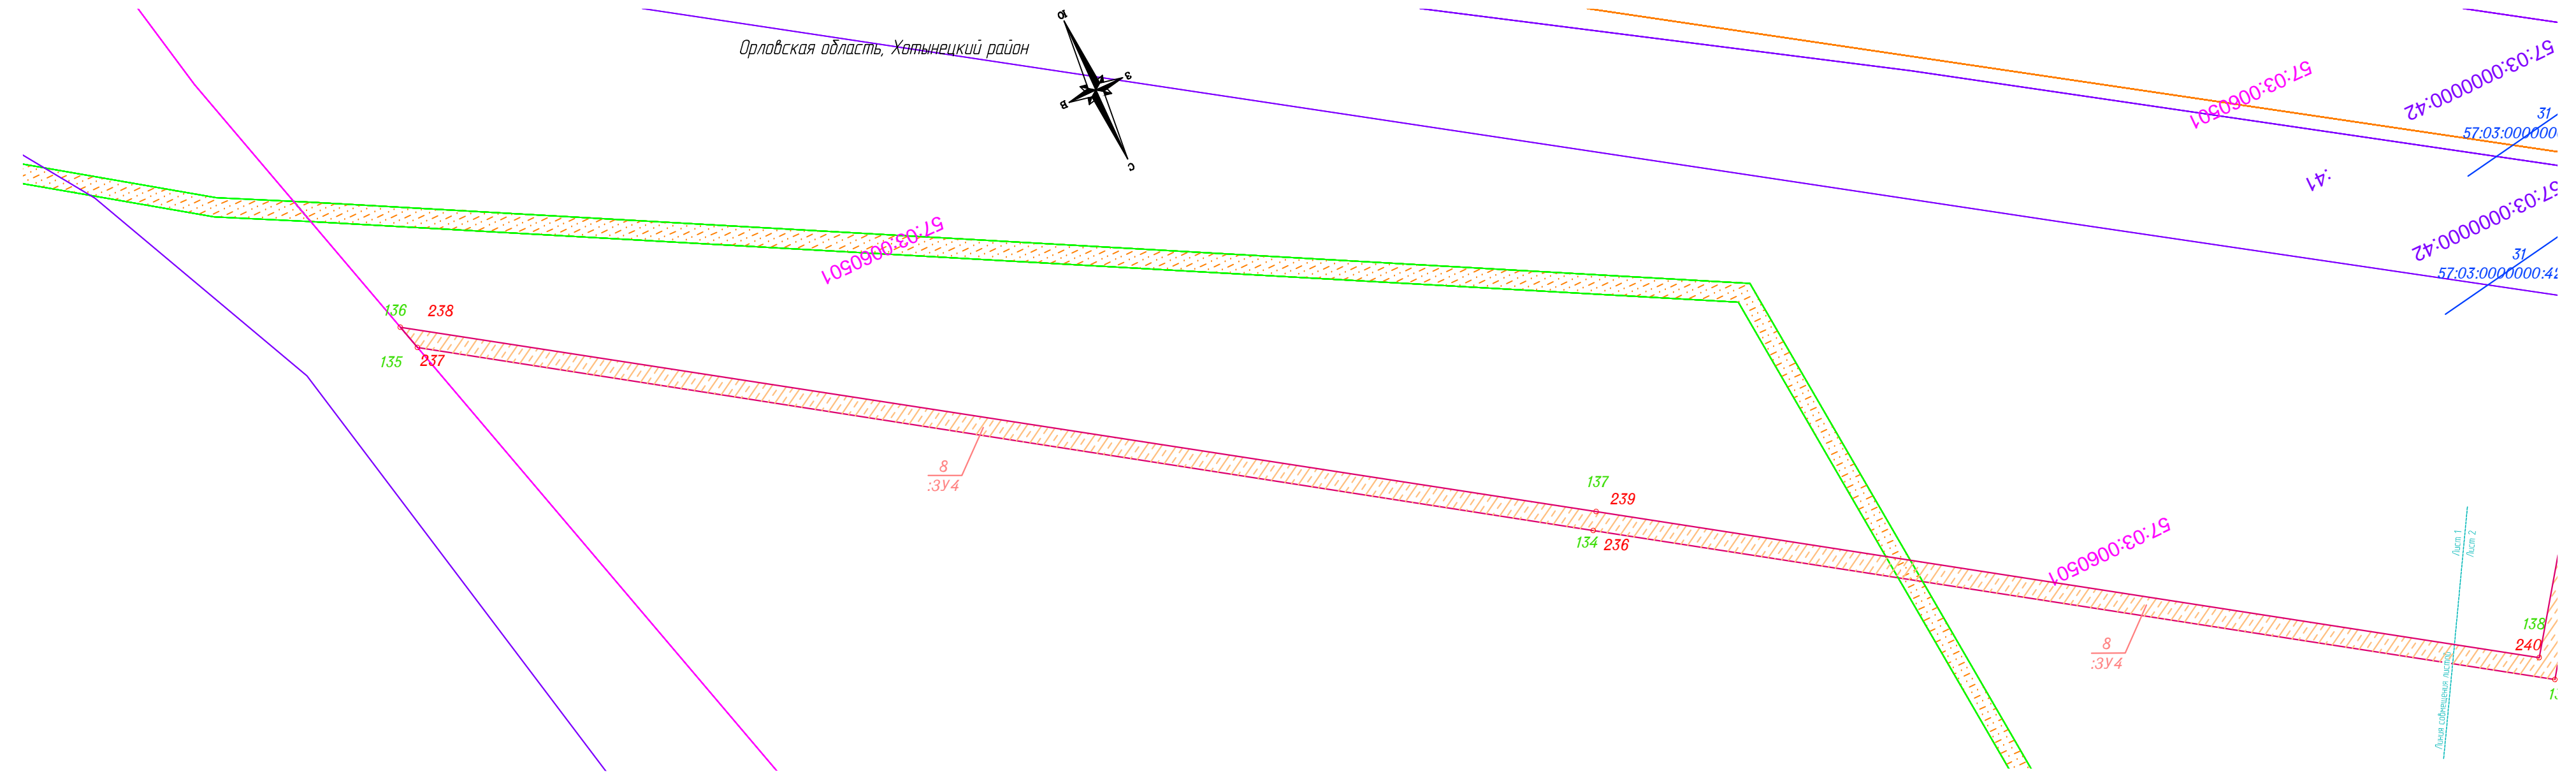 Ю
З
В
С
Орловская область, Хотынецкий район
57:03:0060501
57:03:0000000:42
31
57:03:000000
:41
57:03:0000000:42
31
57:03:0000000:42
57:03:0060501
136
238
135
237
8
:ЗУ4
137
239
134
236
57:03:0060501
8
:ЗУ4
Лист 1
Лист 2
Линия совмещения листов
138
240